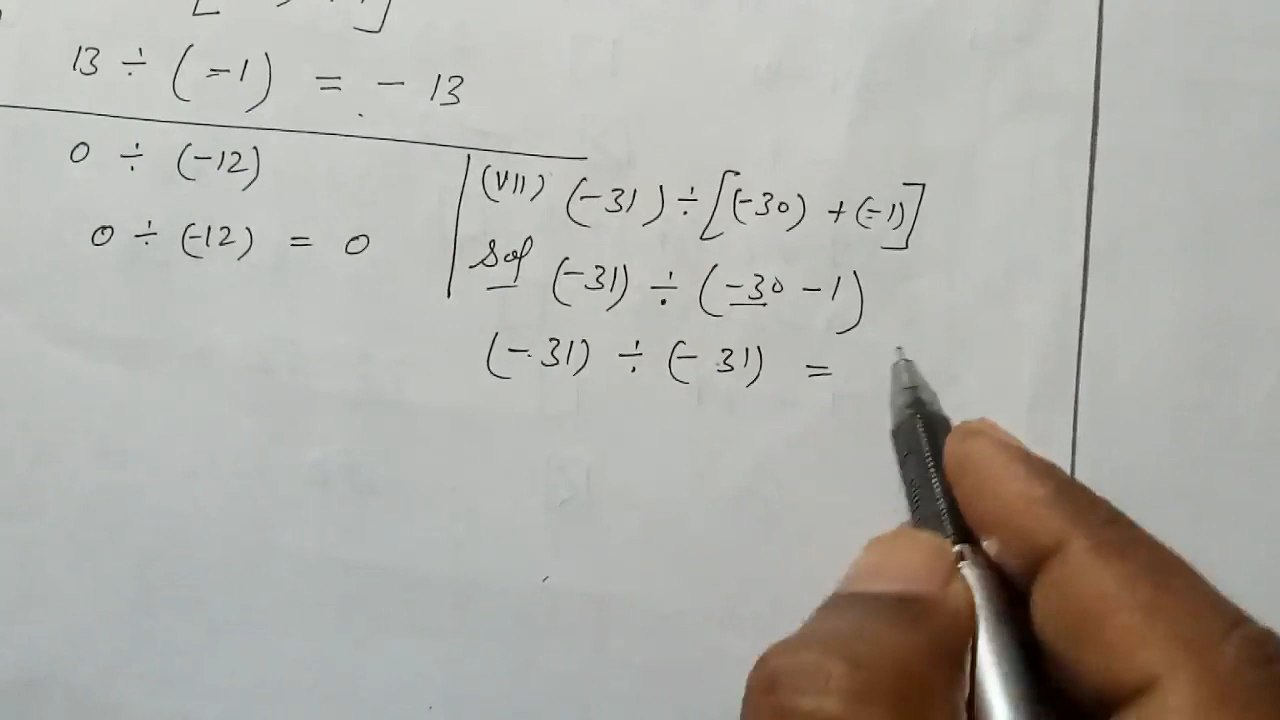 13 ÷ (-1) = - 13
0 ÷ (-12)
0 ÷ (-12) = 0
(VII) (-31) ÷ [(-30) + (-1)]
Sol (-31) ÷ (-30 - 1)
(-31) ÷ (-31) =